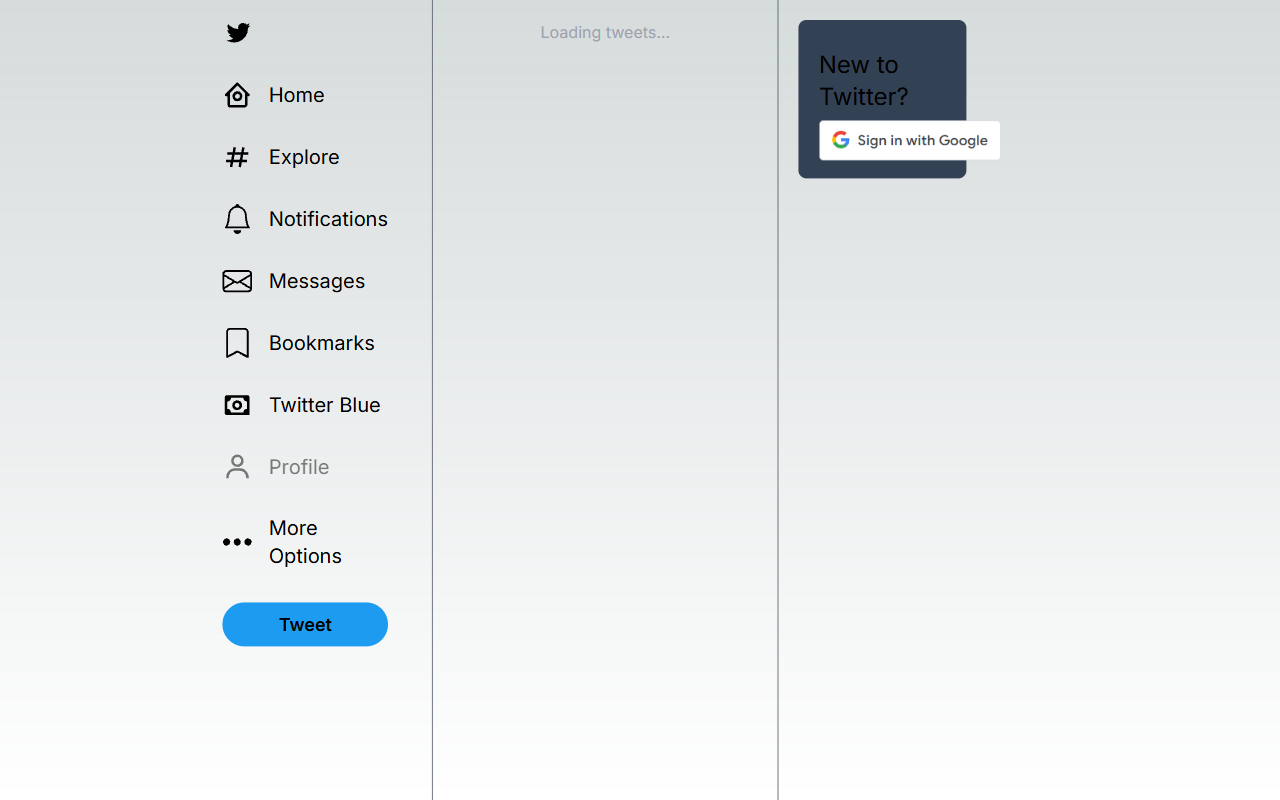 Home
Explore
Notifications
Messages
Bookmarks
Twitter Blue
Profile
More
Options
Tweet
Loading tweets...
New to
Twitter?
Sign in with Google